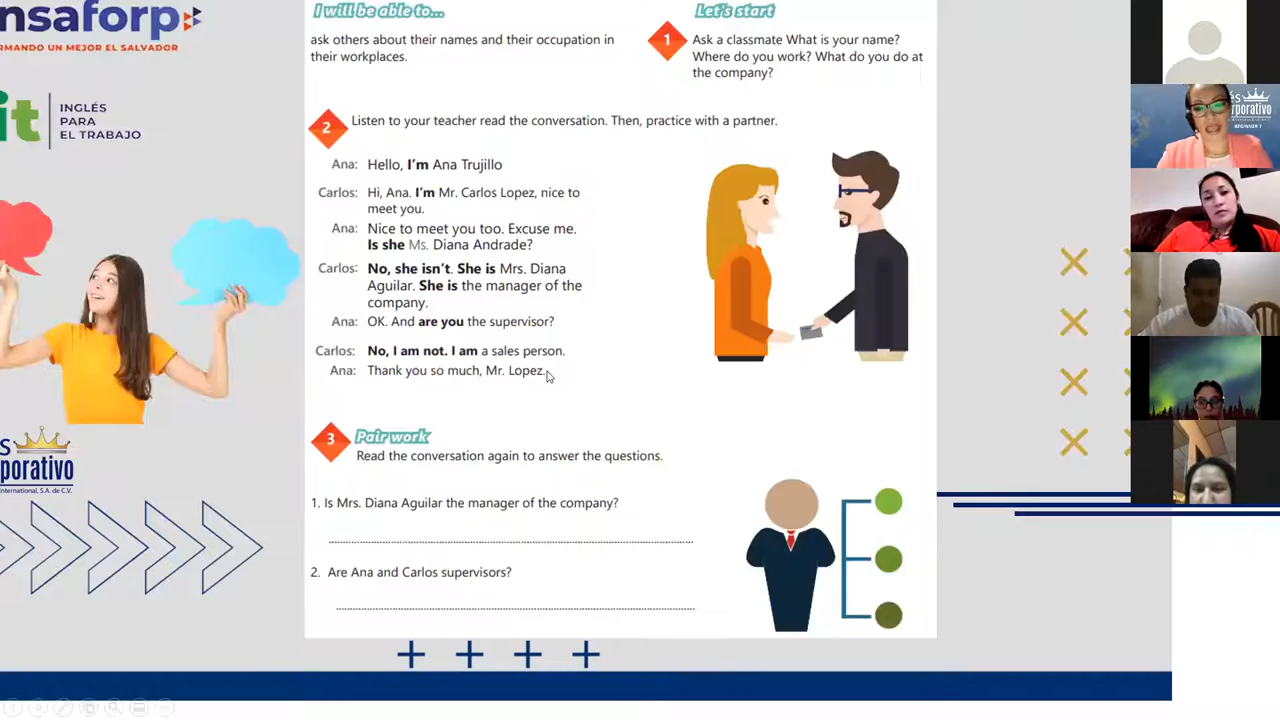 nsaforp
RMANDO UN MEJOR EL SALVADOR
it
INGLÉS
PARA
EL TRABAJO
I will be able to...
ask others about their names and their occupation in
their workplaces.
Let's start
1
Ask a classmate What is your name?
Where do you work? What do you do at
the company?
2
Listen to your teacher read the conversation. Then, practice with a partner.
Ana: Hello, I'm Ana Trujillo
Carlos: Hi, Ana. I'm Mr. Carlos Lopez, nice to
meet you.
Ana: Nice to meet you too. Excuse me.
Is she Ms. Diana Andrade?
Carlos: No, she isn't. She is Mrs. Diana
Aguilar. She is the manager of the
company.
Ana: OK. And are you the supervisor?
Carlos: No, I am not. I am a sales person.
Ana: Thank you so much, Mr. Lopez.
3
Pair work
Read the conversation again to answer the questions.
1. Is Mrs. Diana Aguilar the manager of the company?
2. Are Ana and Carlos supervisors?
s
porativo
International, S.A. de C.V.
és
rporativo
BEGINNER 1